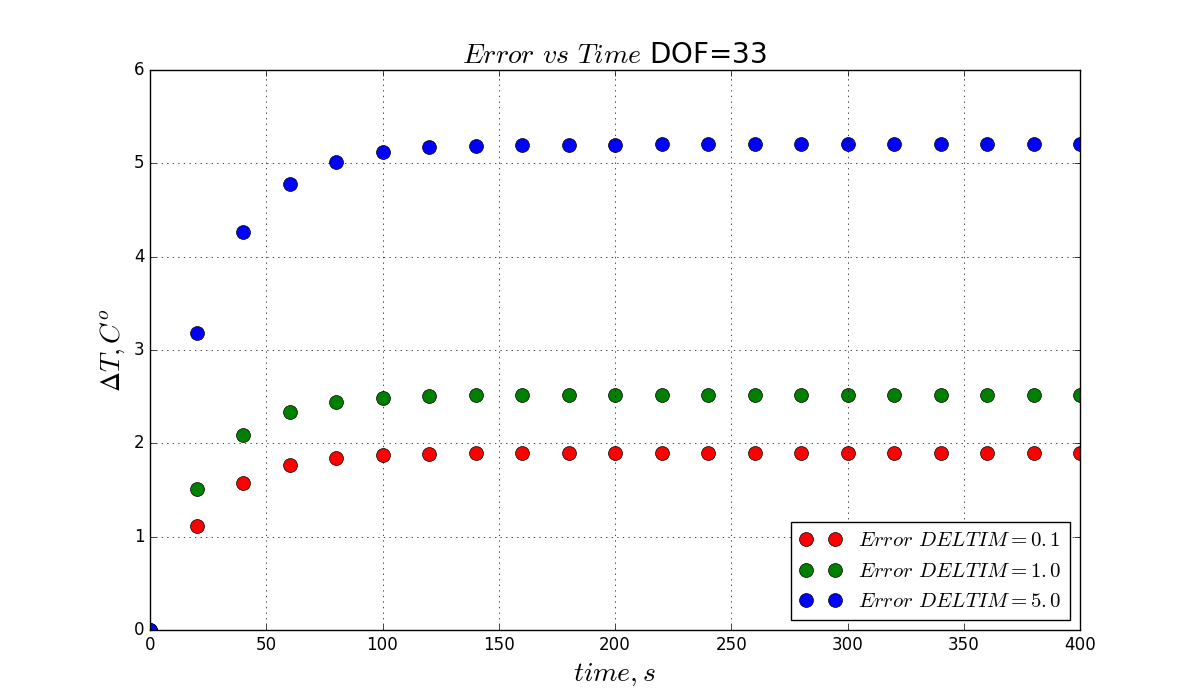 Error vs Time DOF=33
6
5
4
3
2
1
0
ΔT, C^o
0 50 100 150 200 250 300 350 400
time, s
Error DELTIM = 0.1
Error DELTIM = 1.0
Error DELTIM = 5.0